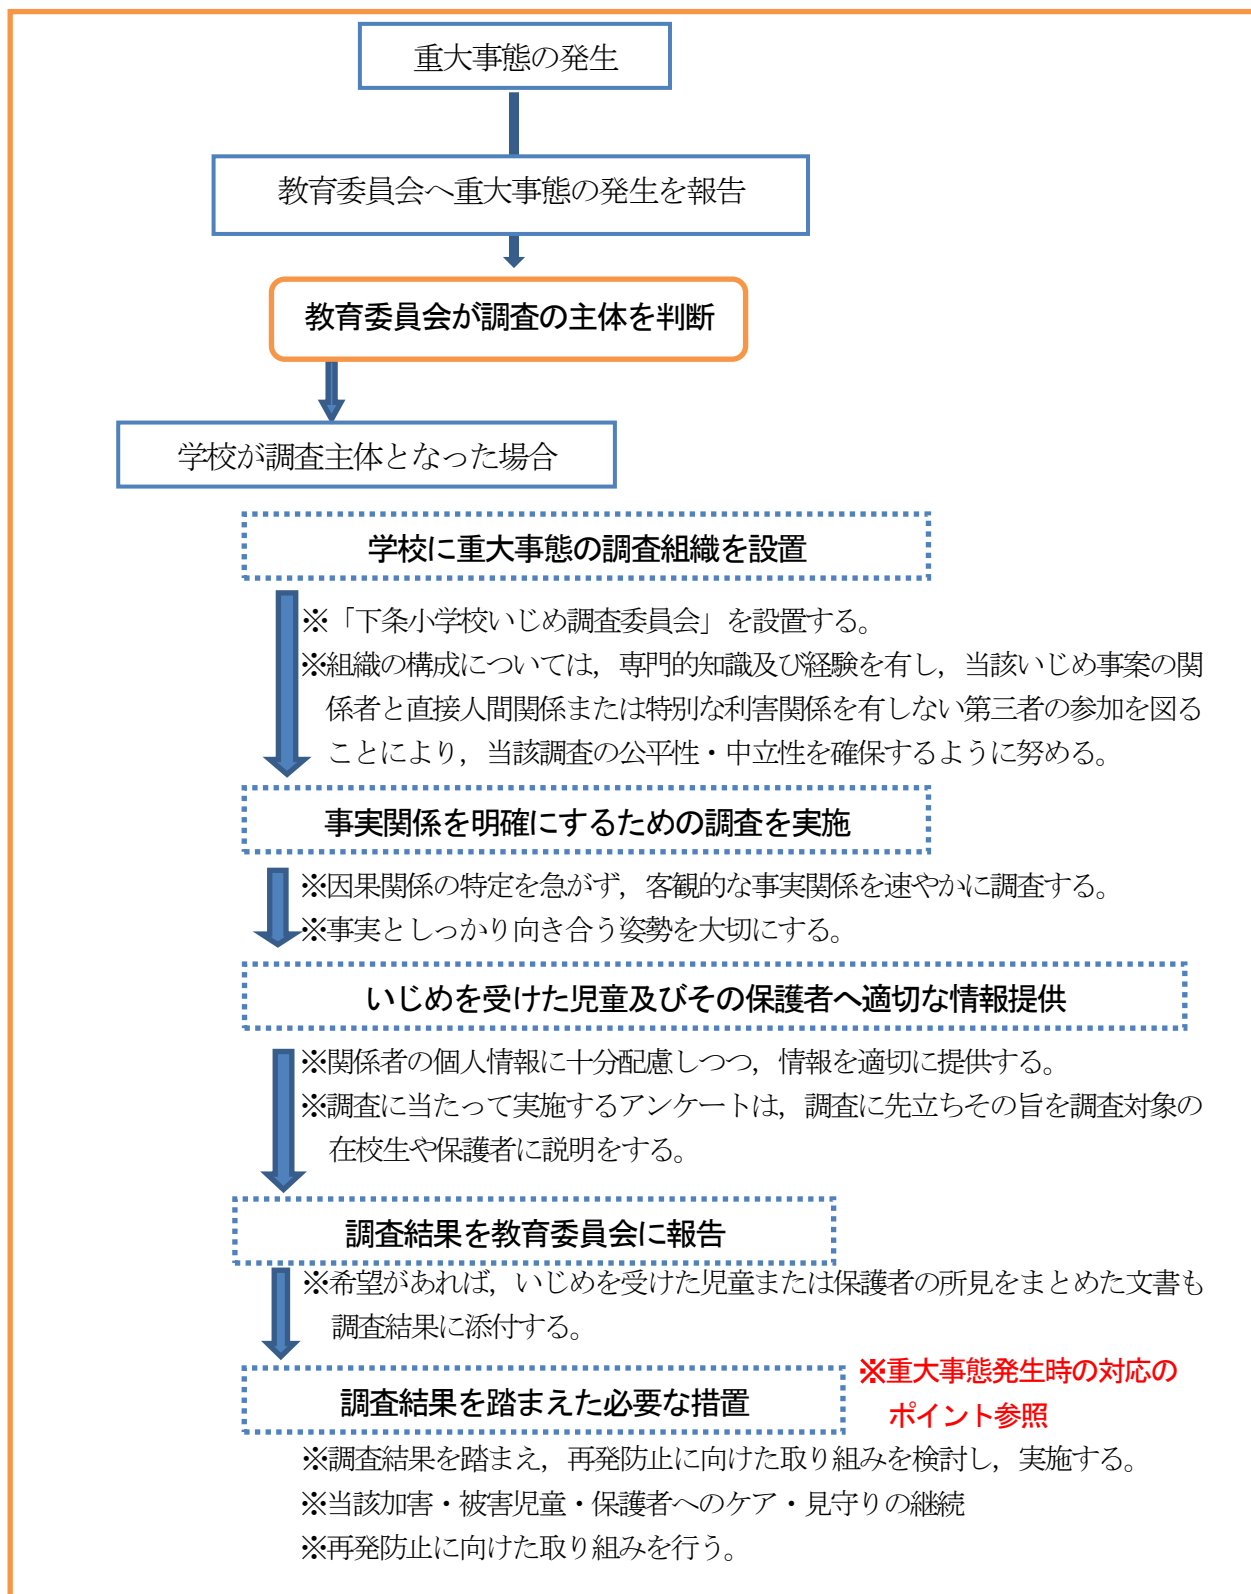 重大事態の発生
教育委員会へ重大事態の発生を報告
教育委員会が調査の主体を判断
学校が調査主体となった場合
学校に重大事態の調査組織を設置
※「下条小学校いじめ調査委員会」を設置する。
※組織の構成については，専門的知識及び経験を有し，当該いじめ事案の関
係者と直接人間関係または特別な利害関係を有しない第三者の参加を図る
ことにより，当該調査の公平性・中立性を確保するように努める。
事実関係を明確にするための調査を実施
※因果関係の特定を急がず，客観的な事実関係を速やかに調査する。
※事実としっかり向き合う姿勢を大切にする。
いじめを受けた児童及びその保護者へ適切な情報提供
※関係者の個人情報に十分配慮しつつ，情報を適切に提供する。
※調査に当たって実施するアンケートは，調査に先立ちその旨を調査対象の
在校生や保護者に説明をする。
調査結果を教育委員会に報告
※希望があれば，いじめを受けた児童または保護者の所見をまとめた文書も
調査結果に添付する。
調査結果を踏まえた必要な措置
※重大事態発生時の対応の
ポイント参照
※調査結果を踏まえ，再発防止に向けた取り組みを検討し，実施する。
※当該加害・被害児童・保護者へのケア・見守りの継続
※再発防止に向けた取り組みを行う。